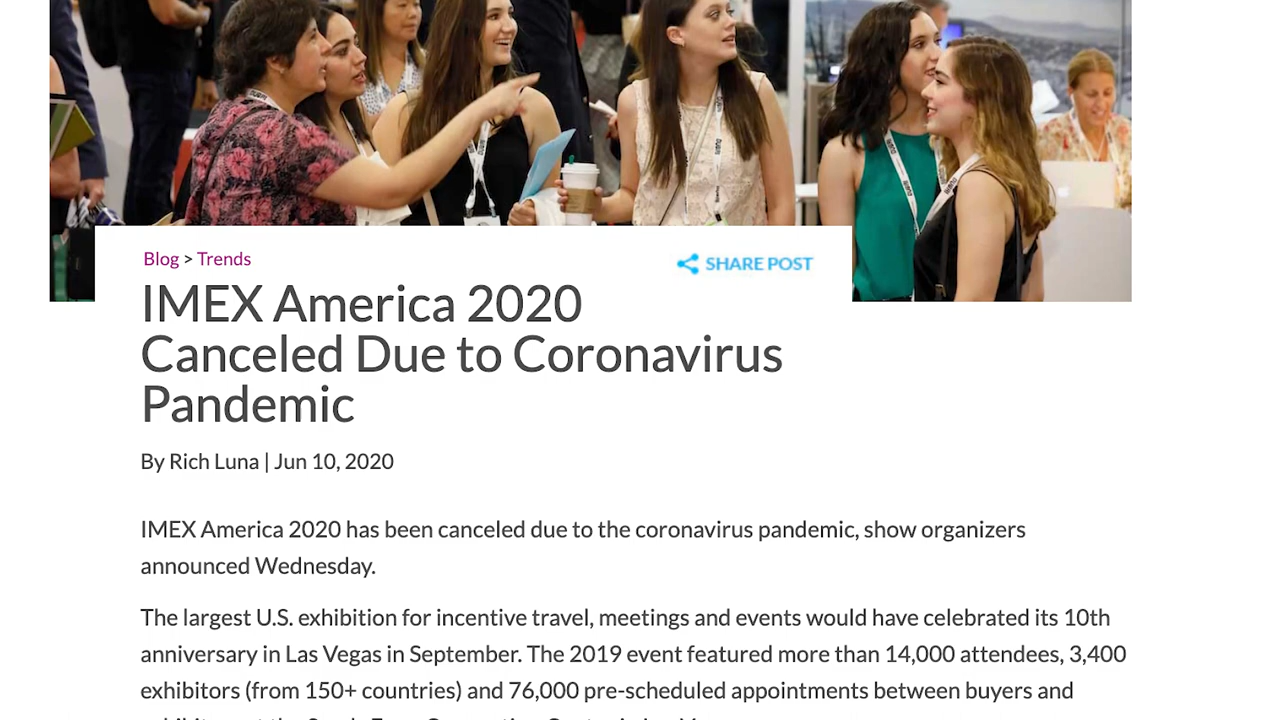 Blog > Trends
SHARE POST
IMEX America 2020
Canceled Due to Coronavirus
Pandemic
By Rich Luna | Jun 10, 2020
IMEX America 2020 has been canceled due to the coronavirus pandemic, show organizers
announced Wednesday.
The largest U.S. exhibition for incentive travel, meetings and events would have celebrated its 10th
anniversary in Las Vegas in September. The 2019 event featured more than 14,000 attendees, 3,400
exhibitors (from 150+ countries) and 76,000 pre-scheduled appointments between buyers and